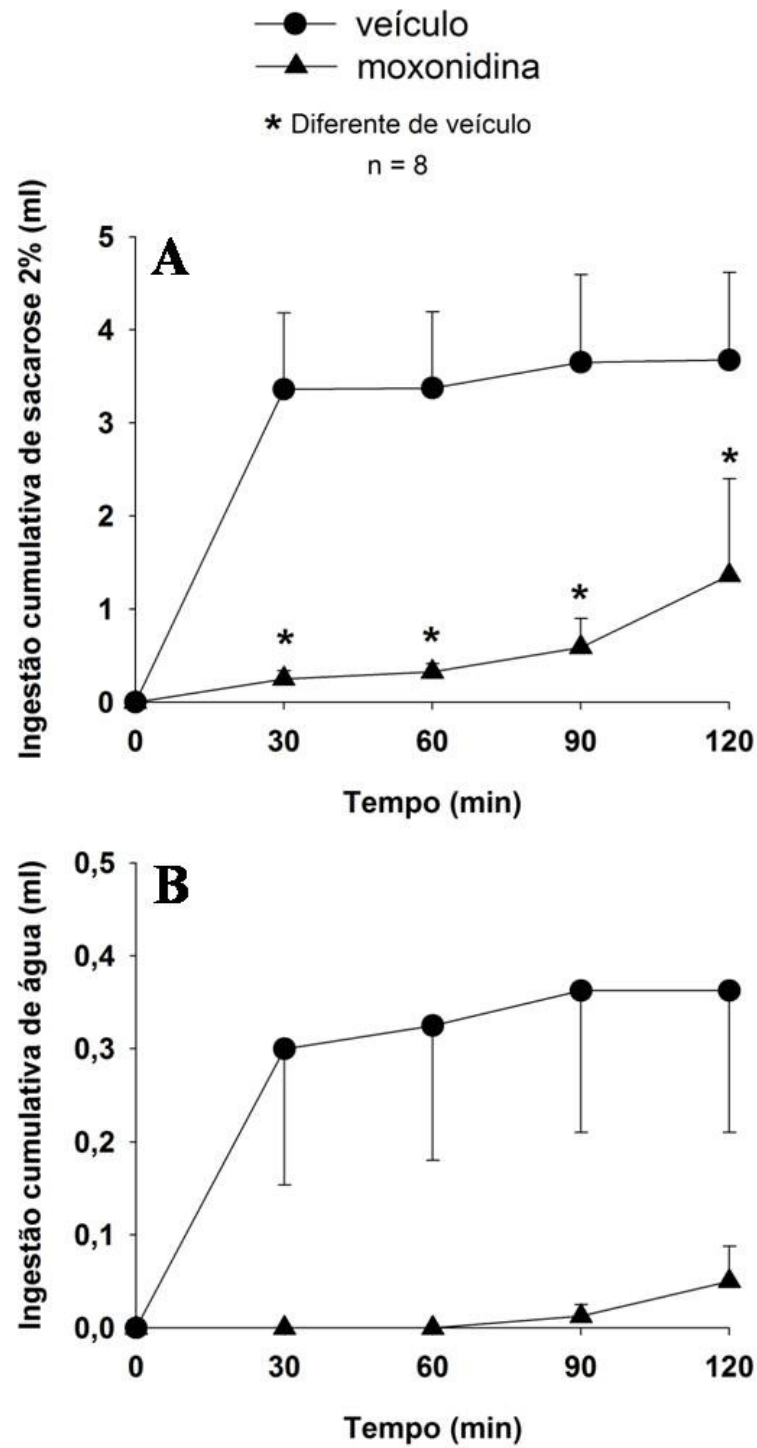 veículo
moxonidina
* Diferente de veículo
n = 8
A
Ingestão cumulativa de sacarose 2% (ml)
5
4
3
2
1
0
* * * *
0 30 60 90 120
Tempo (min)
B
Ingestão cumulativa de água (ml)
0,5
0,4
0,3
0,2
0,1
0,0
0 30 60 90 120
Tempo (min)